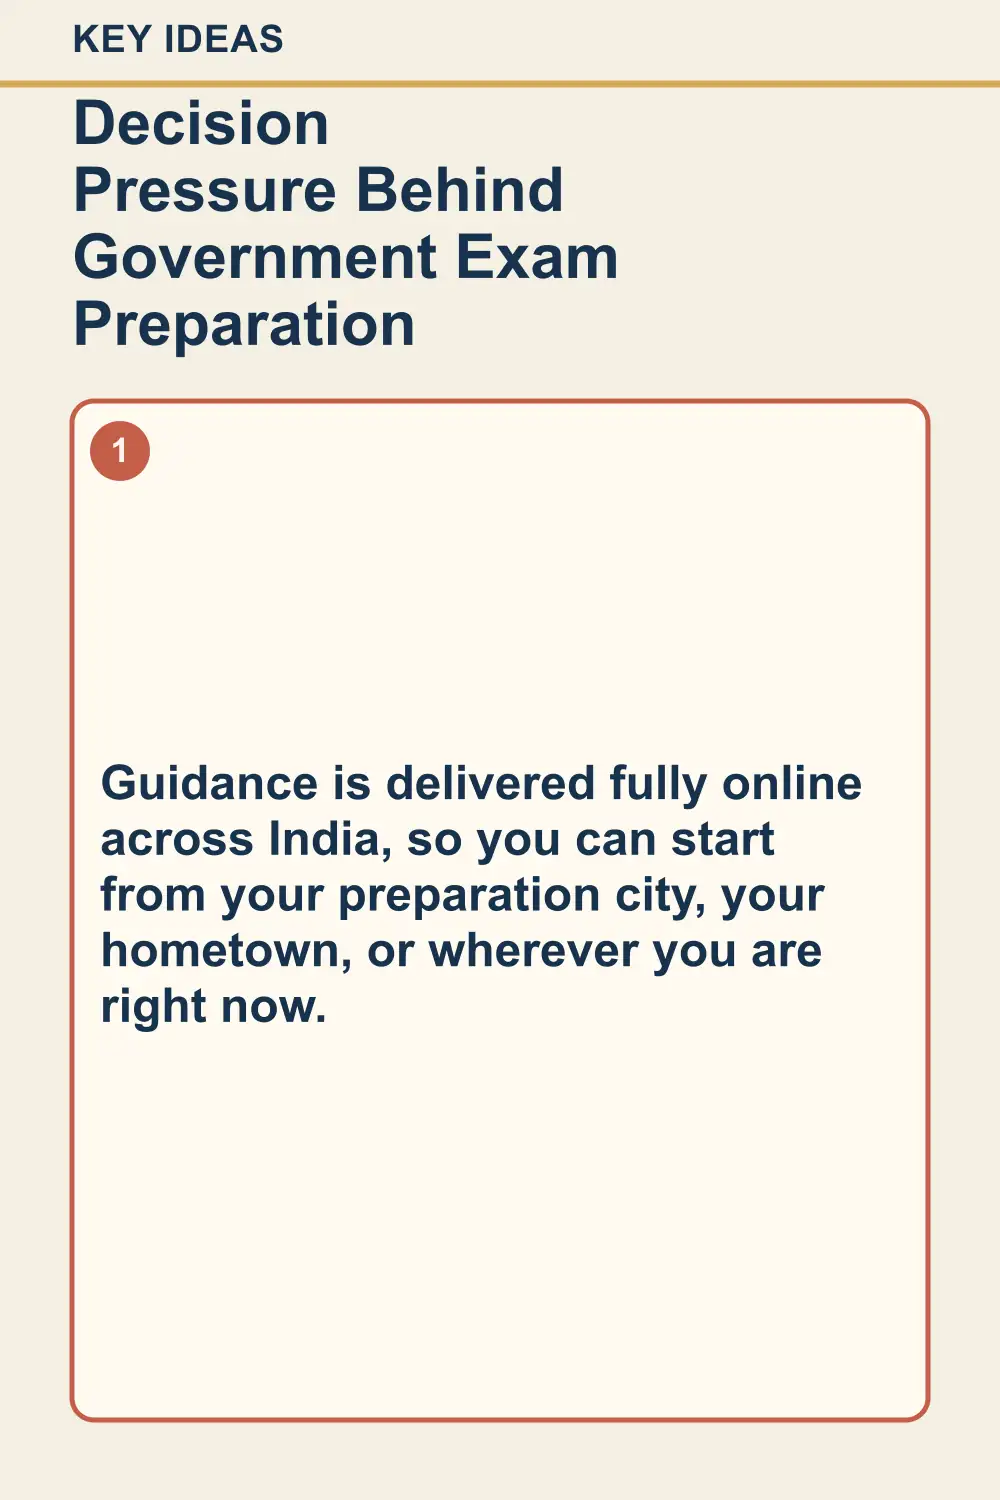 KEY IDEAS
Decision
Pressure Behind
Government Exam
Preparation
1
Guidance is delivered fully online
across India, so you can start
from your preparation city, your
hometown, or wherever you are
right now.